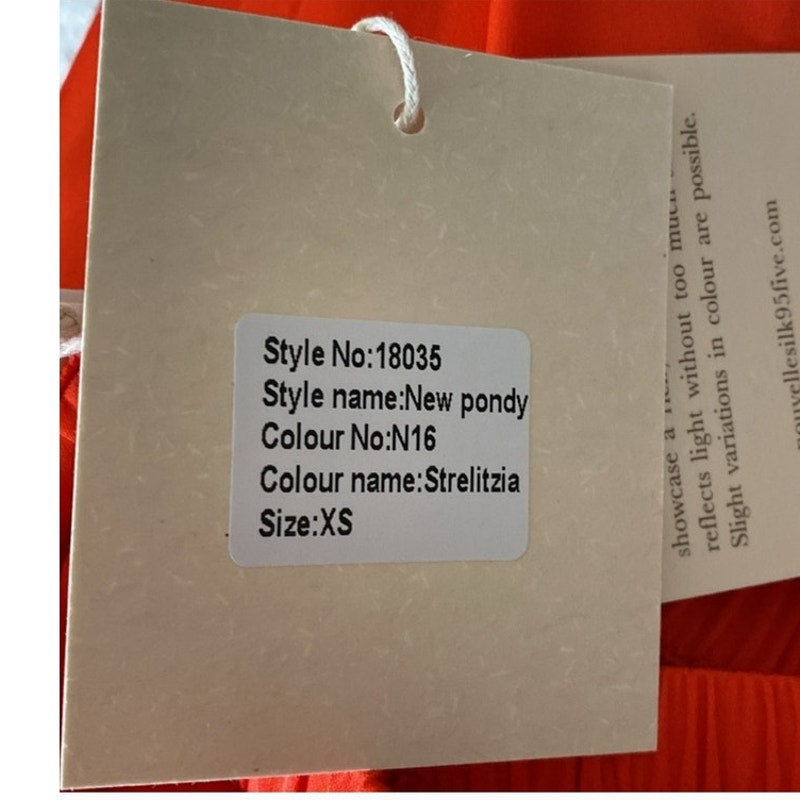 Style No:18035
Style name:New pondy
Colour No:N16
Colour name:Strelitzia
Size:XS
showcase a
reflects light without too much
Slight variations in colour are possible.
nouvellesilk95five.com